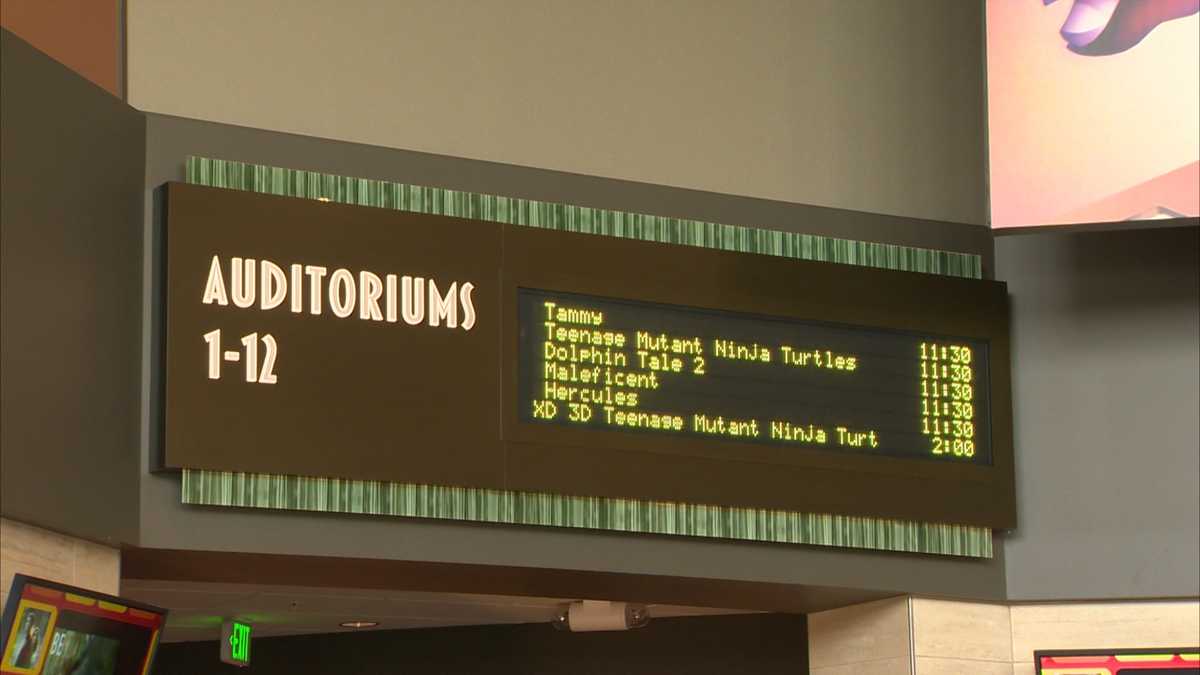 AUDITORIUMS
1-12
Tammy 11:30
Teenage Mutant Ninja Turtles 11:30
Dolphin Tale 2 11:30
Maleficent 11:30
Hercules 11:30
XD 3D Teenage Mutant Ninja Turt 2:00
EXIT
BE